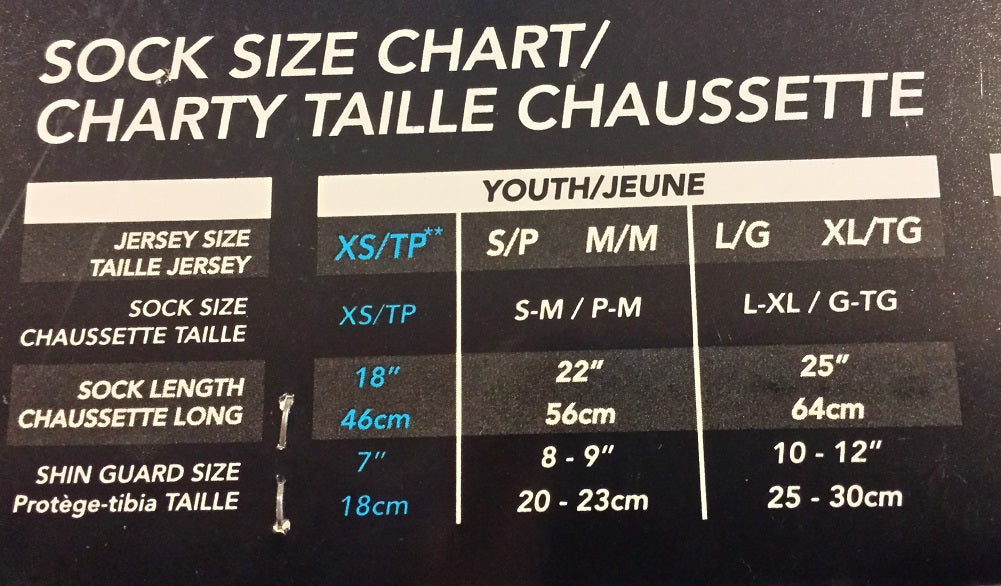 SOCK SIZE CHART/
CHARTY TAILLE CHAUSSETTE
YOUTH/JEUNE
JERSEY SIZE
TAILLE JERSEY
XS/TP** S/P M/M L/G XL/TG
SOCK SIZE
CHAUSSETTE TAILLE
XS/TP S-M / P-M L-XL / G-TG
SOCK LENGTH
CHAUSSETTE LONG
18" 22" 25"
46cm 56cm 64cm
SHIN GUARD SIZE
Protège-tibia TAILLE
7" 8 - 9" 10 - 12"
18cm 20 - 23cm 25 - 30cm